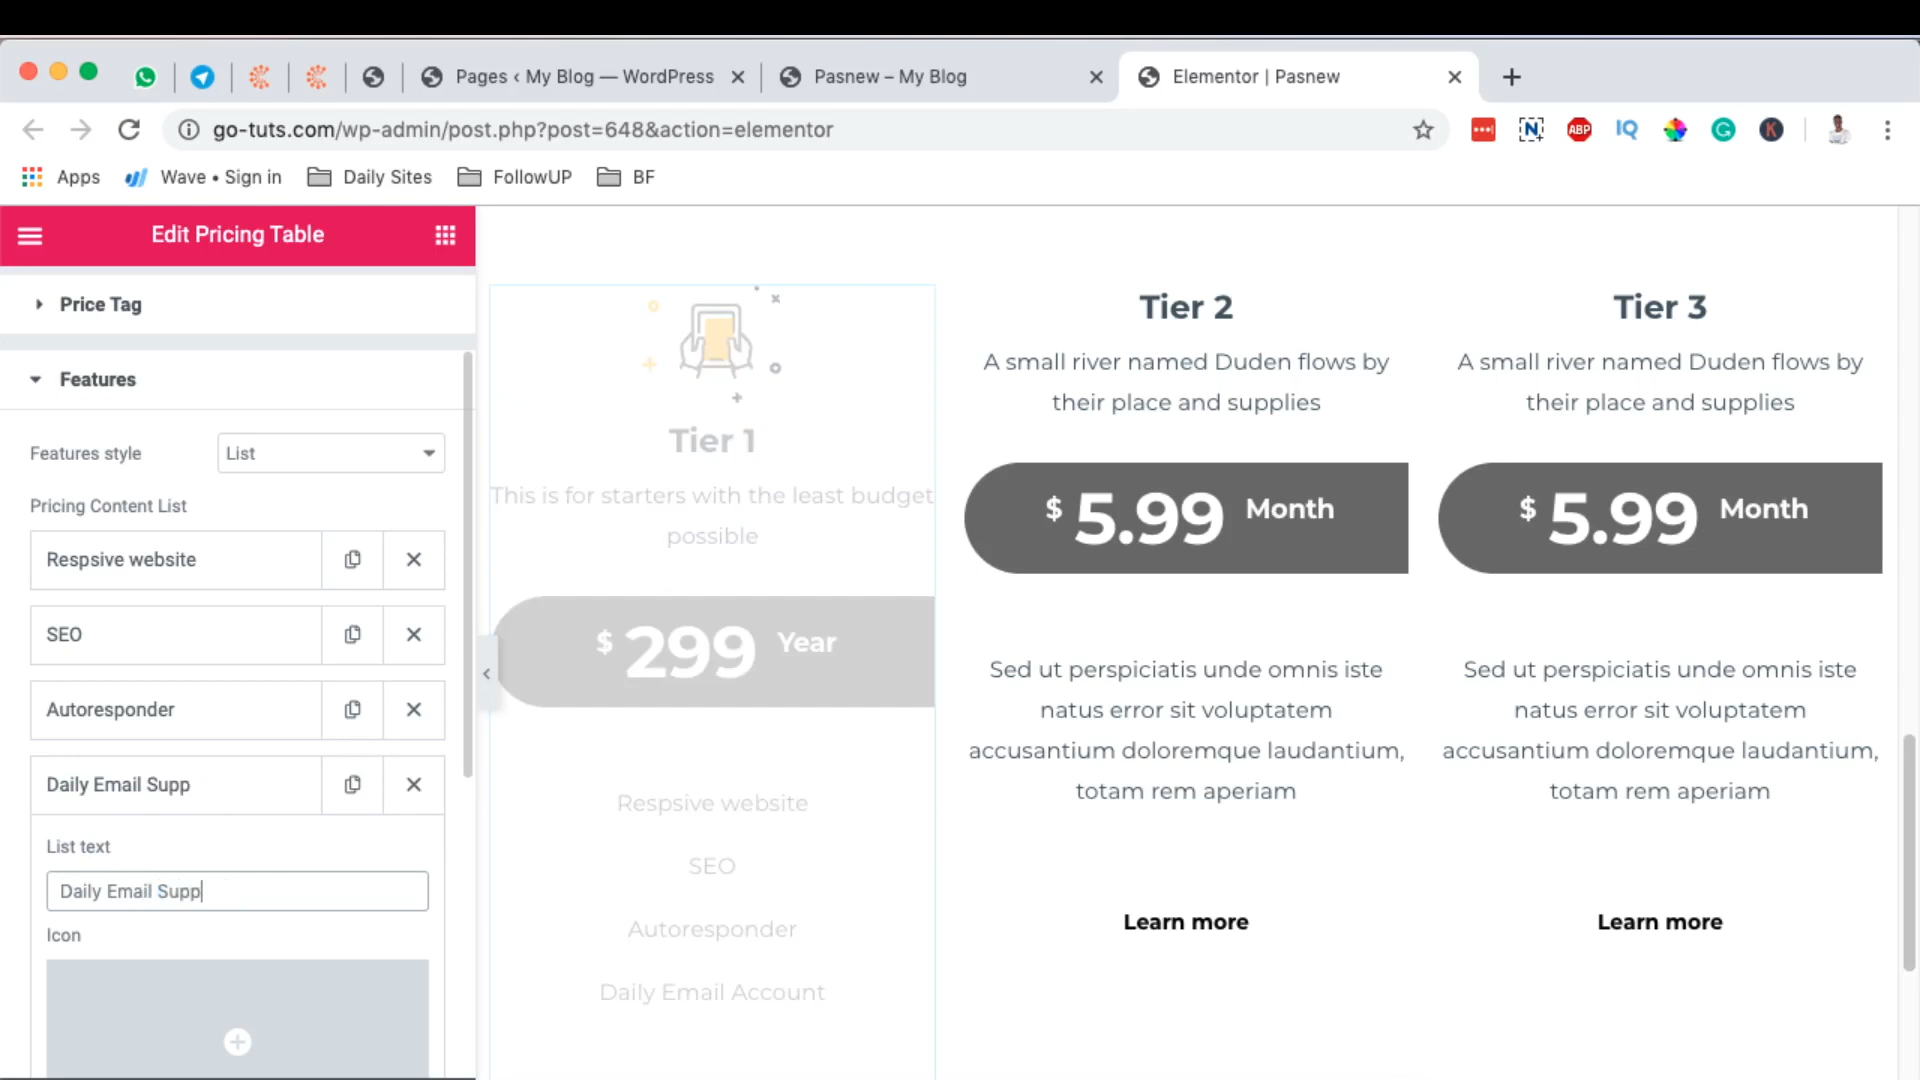 Pages ‹ My Blog — WordPress
Pasnew – My Blog
Elementor | Pasnew
go-tuts.com/wp-admin/post.php?post=648&action=elementor
ABP
IQ
N
G
K
Apps
Wave • Sign in
Daily Sites
FollowUP
BF
Edit Pricing Table
Price Tag
Features
Features style
List
Pricing Content List
Respsive website
SEO
Autoresponder
Daily Email Supp
List text
Daily Email Supp
Icon
Tier 1
This is for starters with the least budget
possible
$ 299 Year
Respsive website
SEO
Autoresponder
Daily Email Account
Tier 2
A small river named Duden flows by
their place and supplies
$ 5.99 Month
Sed ut perspiciatis unde omnis iste
natus error sit voluptatem
accusantium doloremque laudantium,
totam rem aperiam
Learn more
Tier 3
A small river named Duden flows by
their place and supplies
$ 5.99 Month
Sed ut perspiciatis unde omnis iste
natus error sit voluptatem
accusantium doloremque laudantium,
totam rem aperiam
Learn more